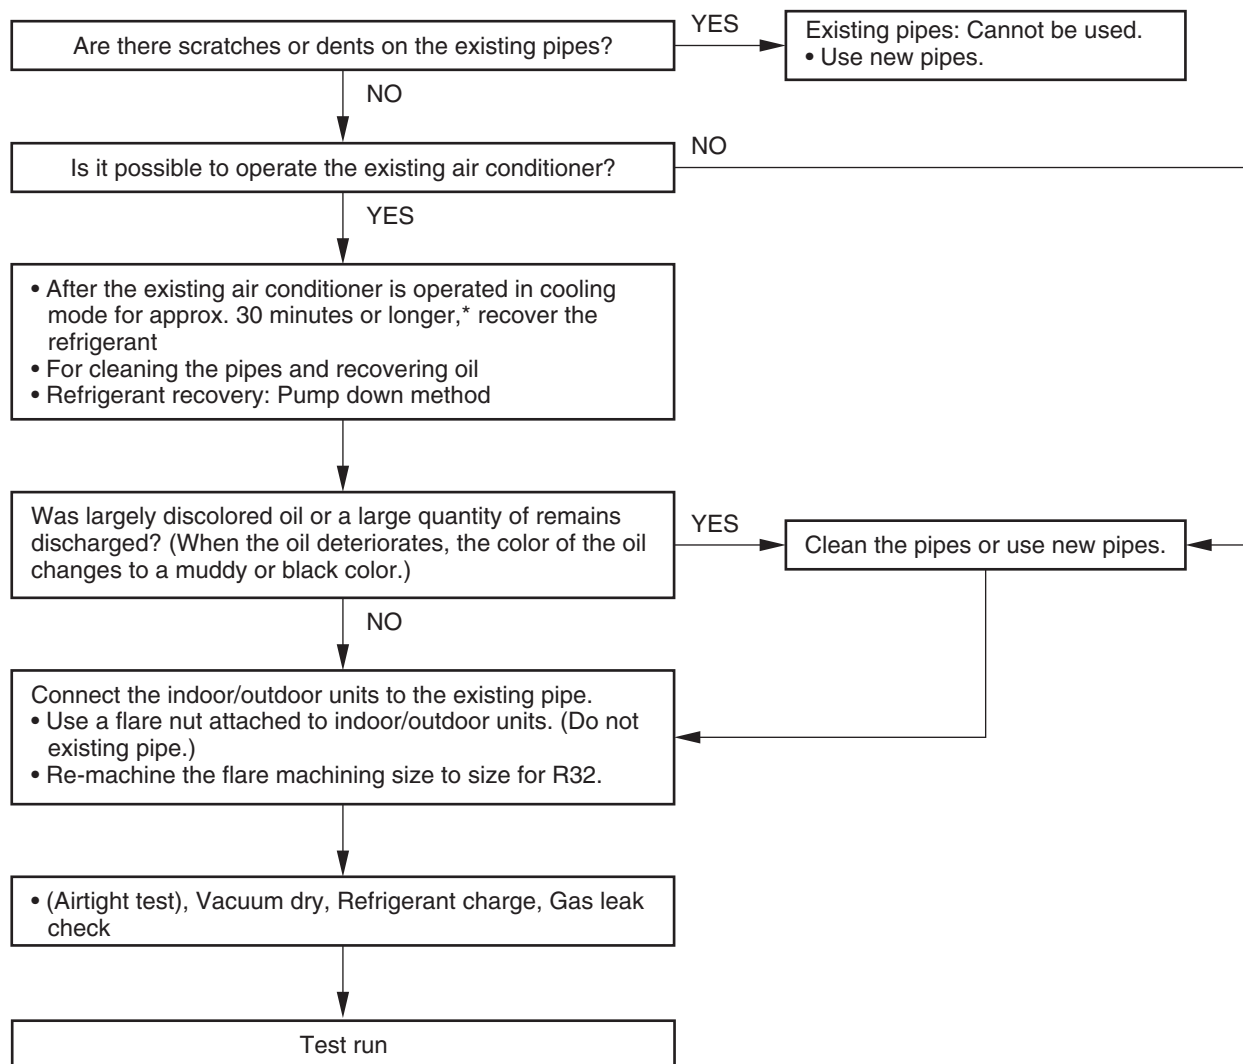 Are there scratches or dents on the existing pipes?
YES
Existing pipes: Cannot be used.
• Use new pipes.
NO
Is it possible to operate the existing air conditioner?
NO
YES
• After the existing air conditioner is operated in cooling
mode for approx. 30 minutes or longer,* recover the
refrigerant
• For cleaning the pipes and recovering oil
• Refrigerant recovery: Pump down method
Was largely discolored oil or a large quantity of remains
discharged? (When the oil deteriorates, the color of the oil
changes to a muddy or black color.)
YES
Clean the pipes or use new pipes.
NO
Connect the indoor/outdoor units to the existing pipe.
• Use a flare nut attached to indoor/outdoor units. (Do not
existing pipe.)
• Re-machine the flare machining size to size for R32.
• (Airtight test), Vacuum dry, Refrigerant charge, Gas leak
check
Test run